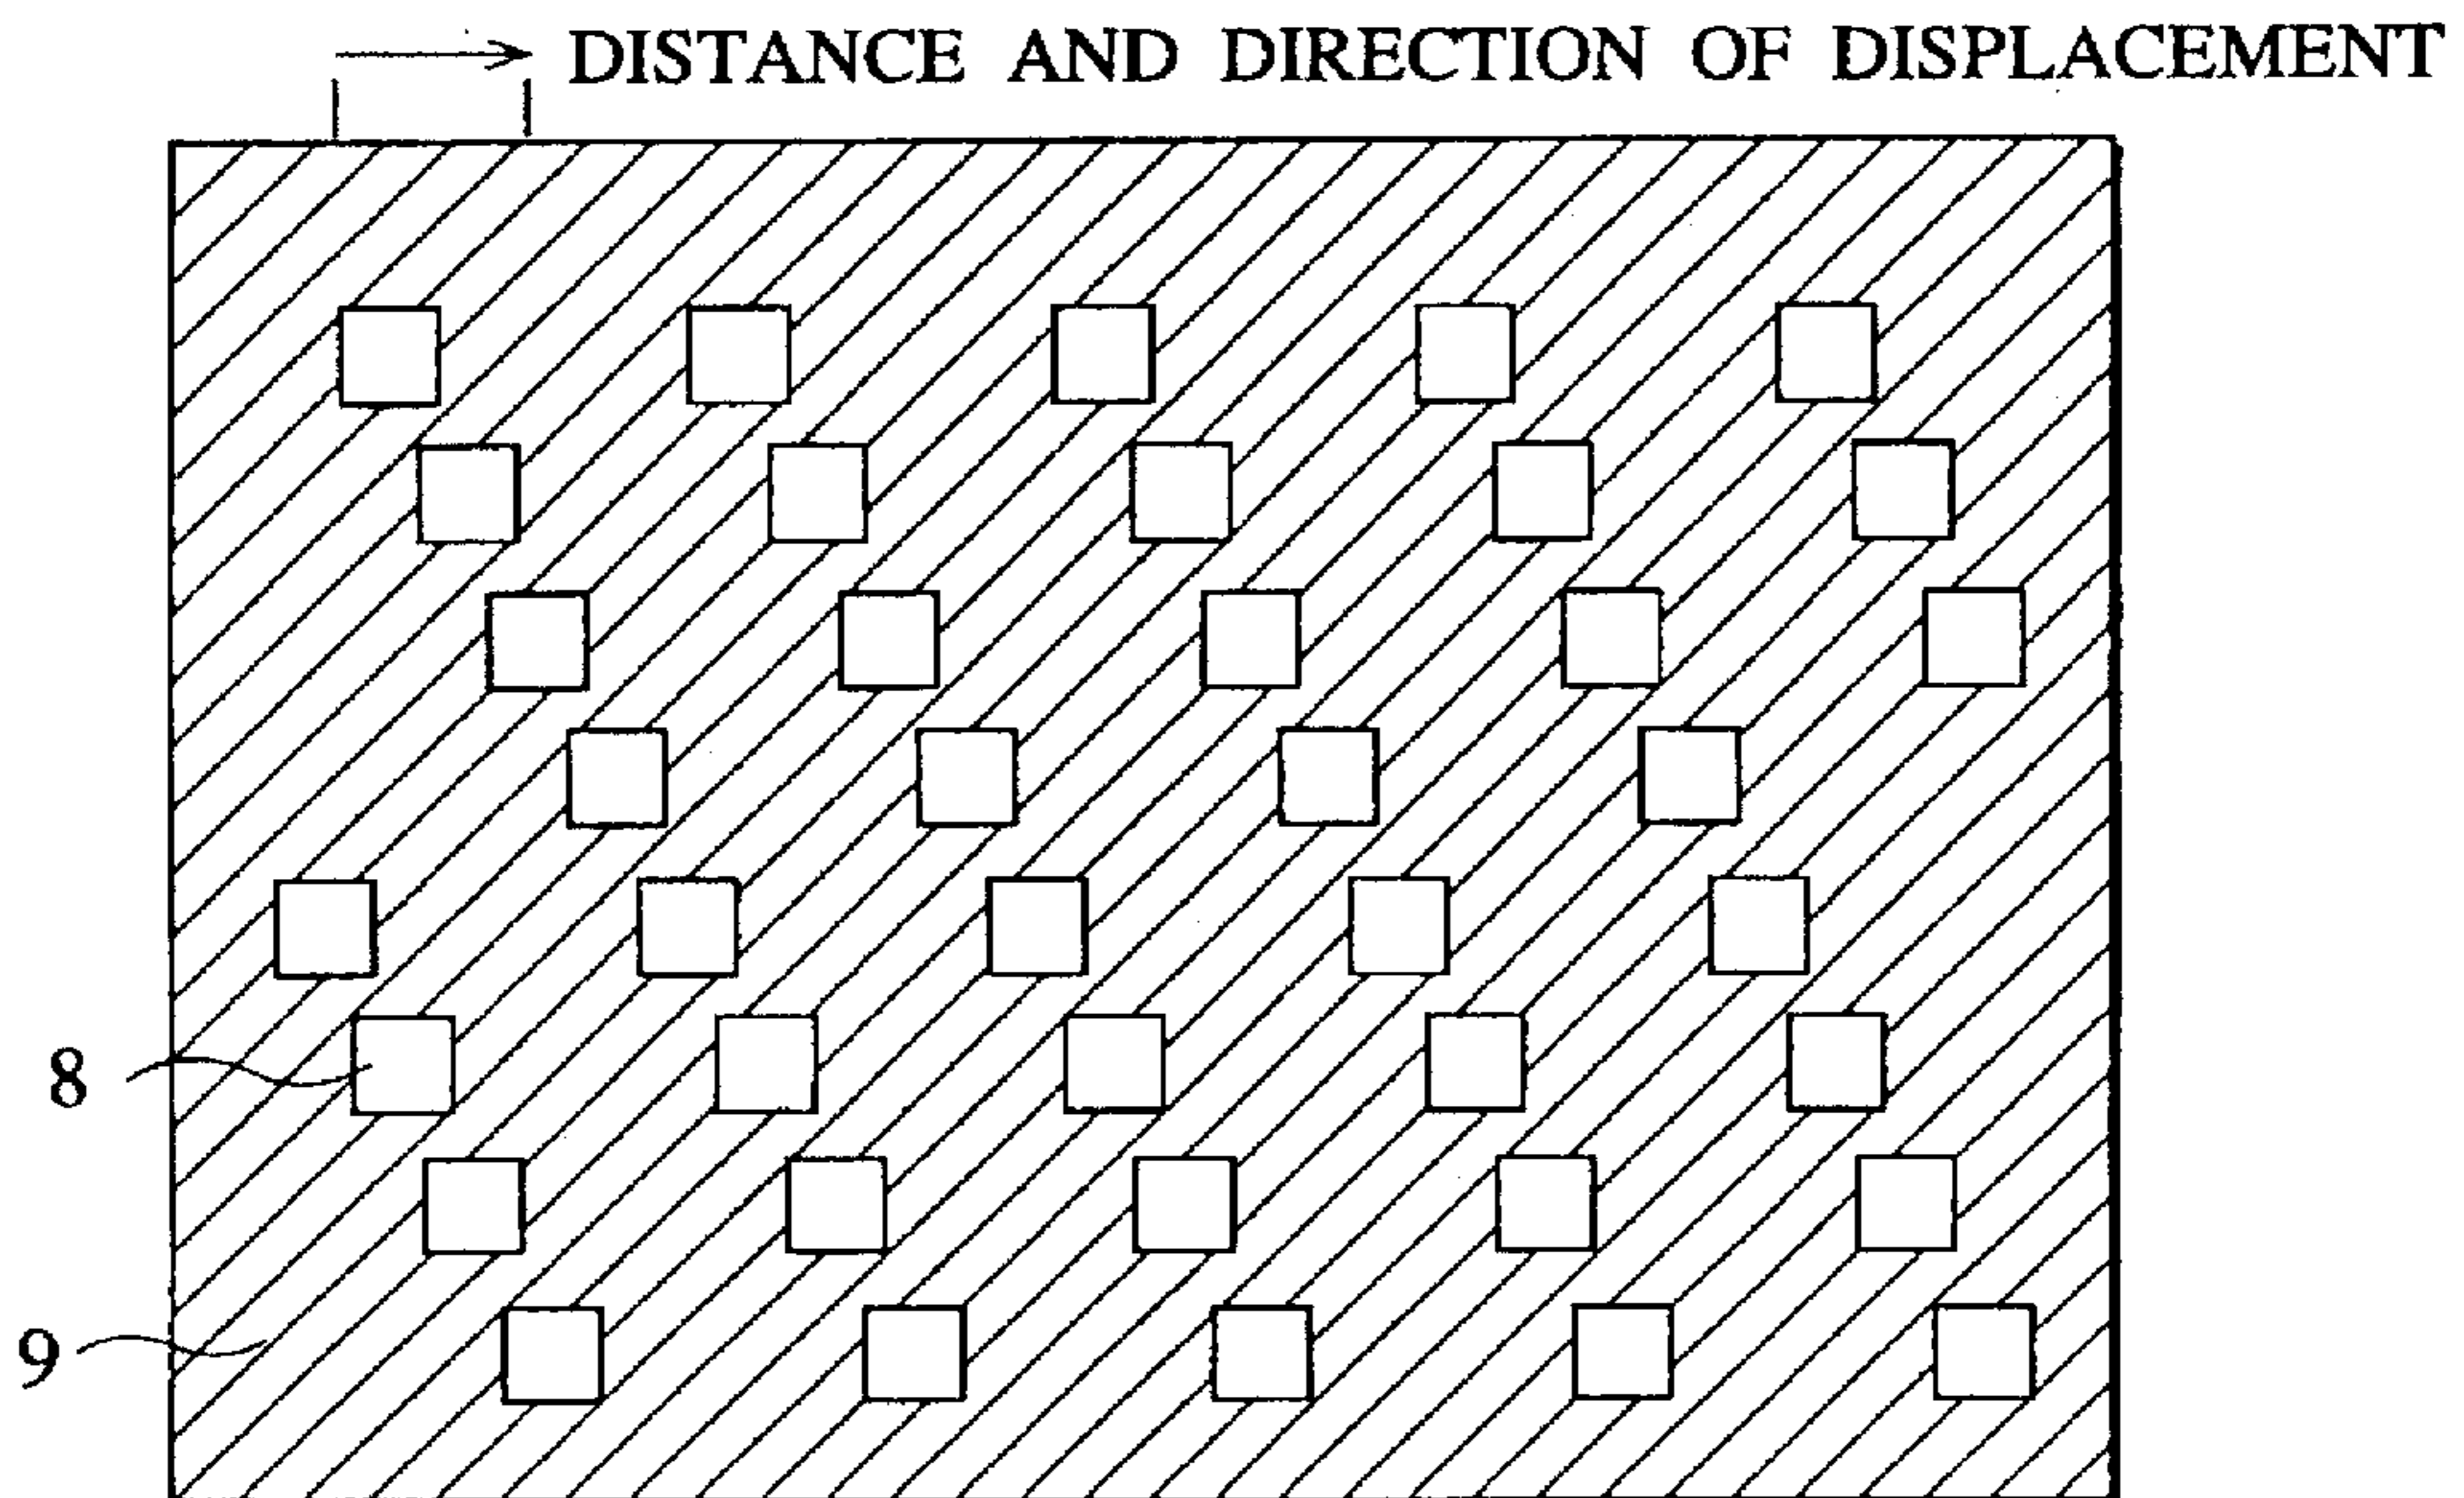 DISTANCE AND DIRECTION OF DISPLACEMENT
8
9